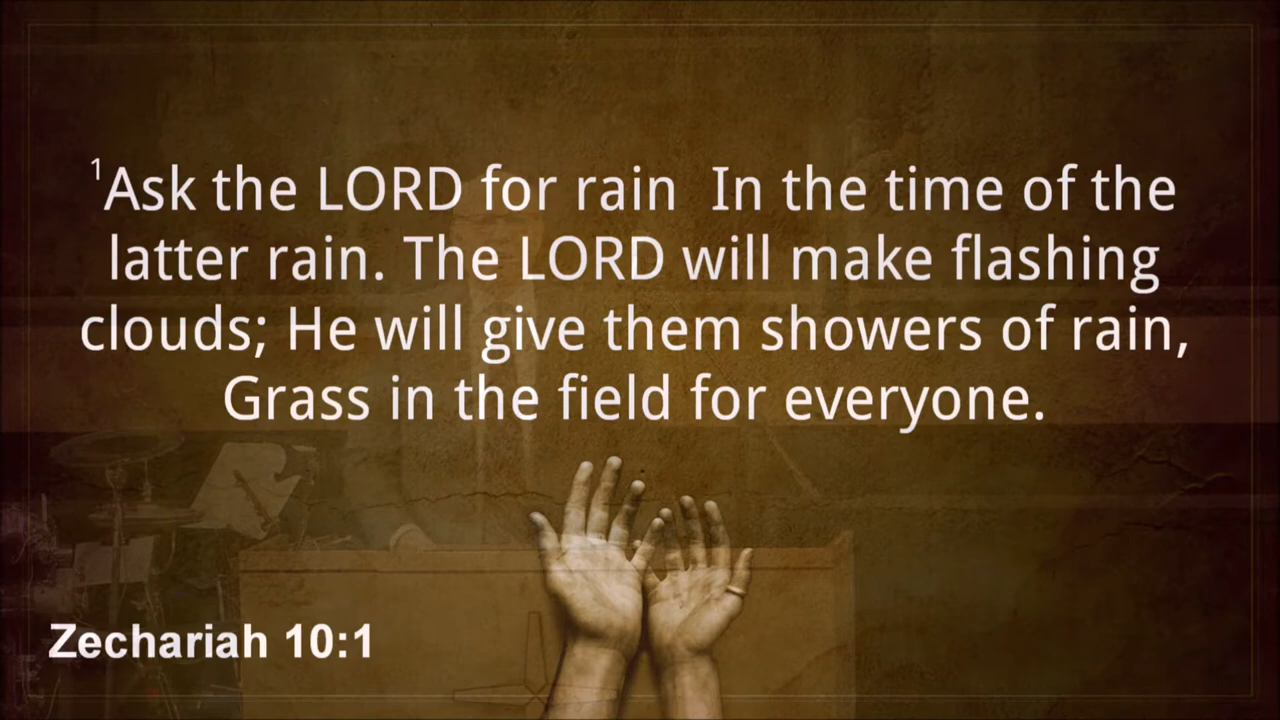 ¹Ask the LORD for rain  In the time of the
latter rain. The LORD will make flashing
clouds; He will give them showers of rain,
Grass in the field for everyone.
Zechariah 10:1